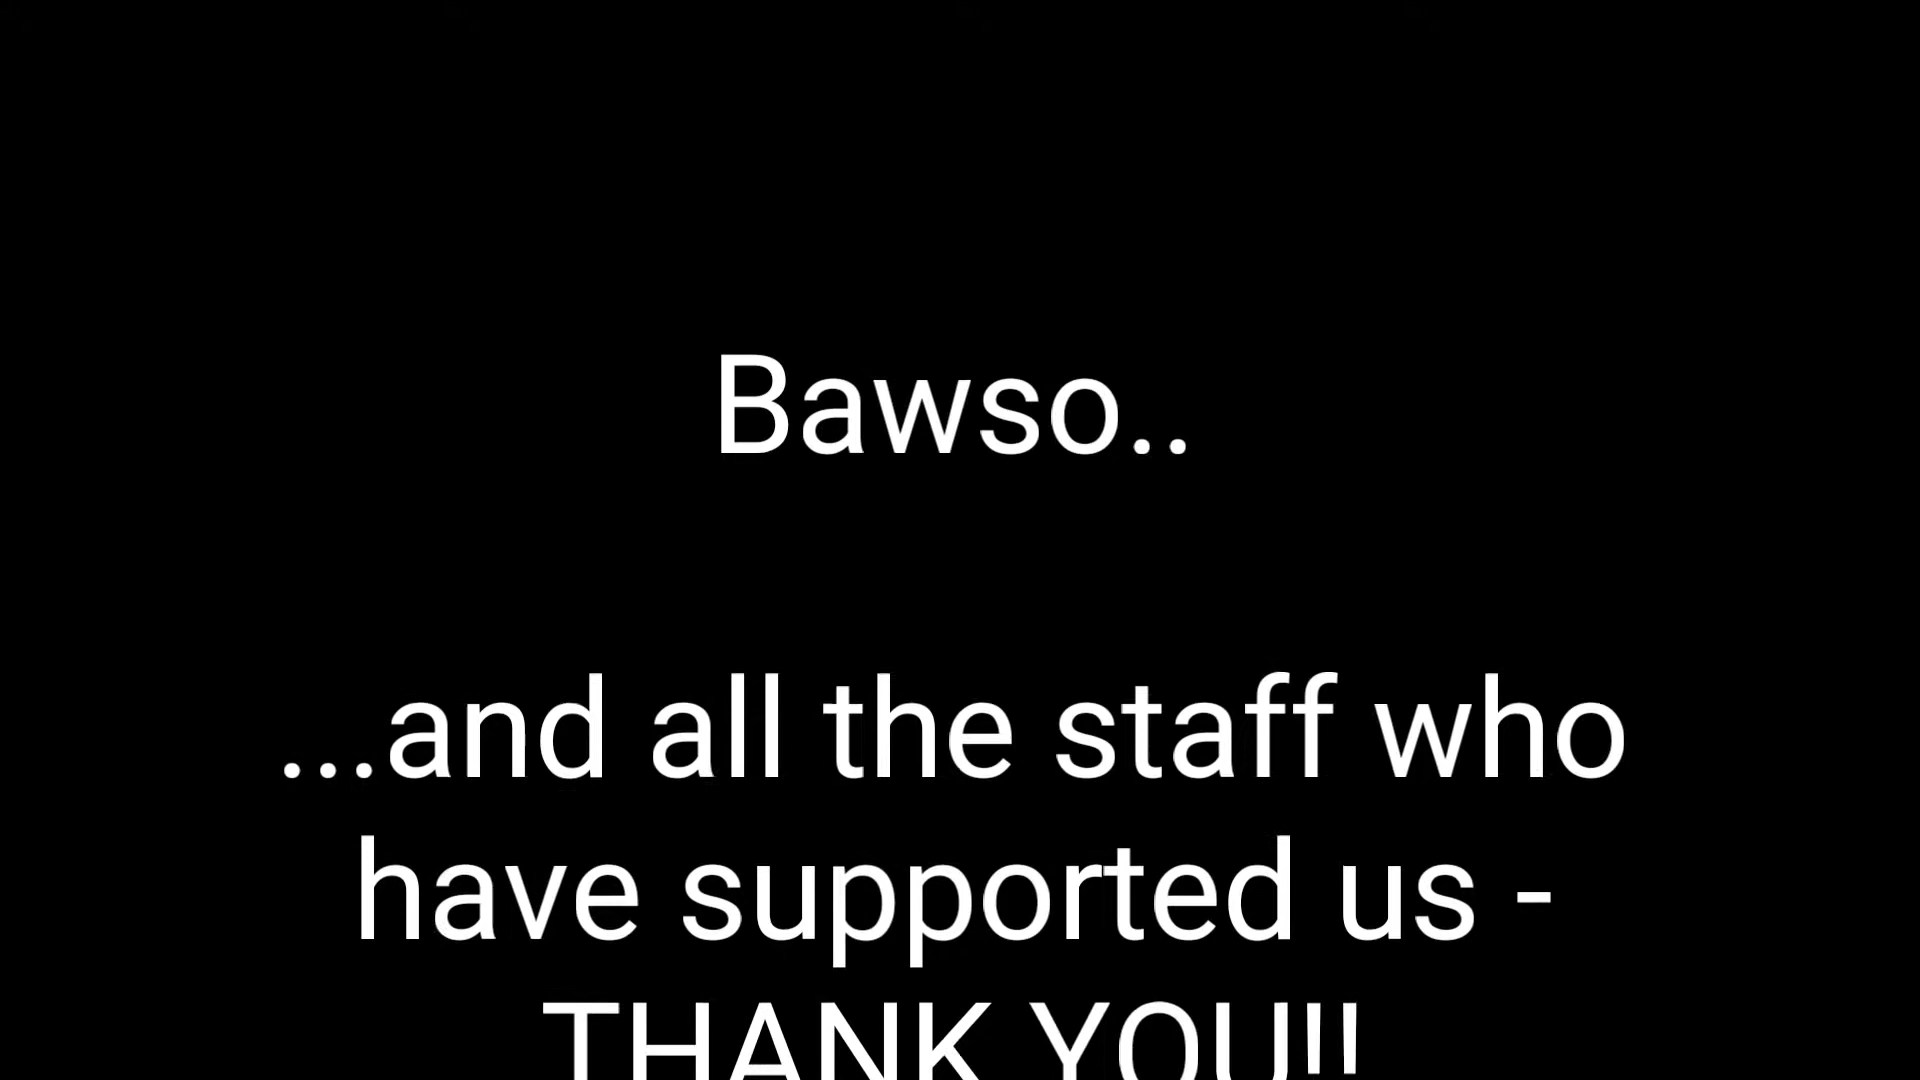 Bawso..
...and all the staff who
have supported us -
THANK YOU!!